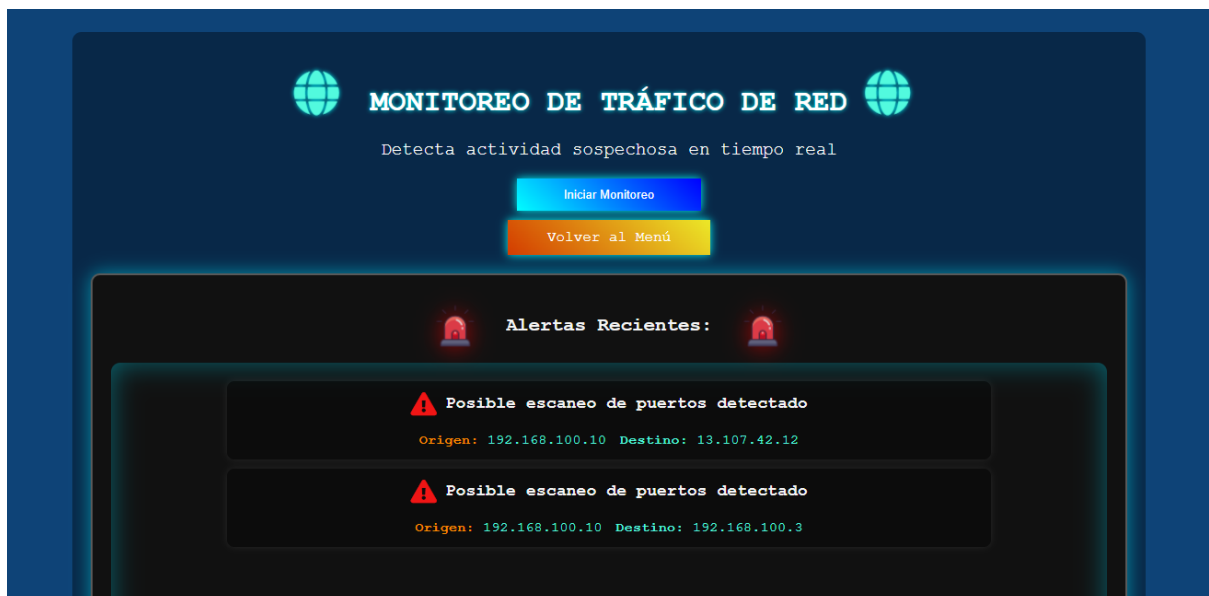 MONITOREO DE TRÁFICO DE RED
Detecta actividad sospechosa en tiempo real
Iniciar Monitoreo
Volver al Menú
Alertas Recientes:
Posible escaneo de puertos detectado
Origen: 192.168.100.10 Destino: 13.107.42.12
Posible escaneo de puertos detectado
Origen: 192.168.100.10 Destino: 192.168.100.3